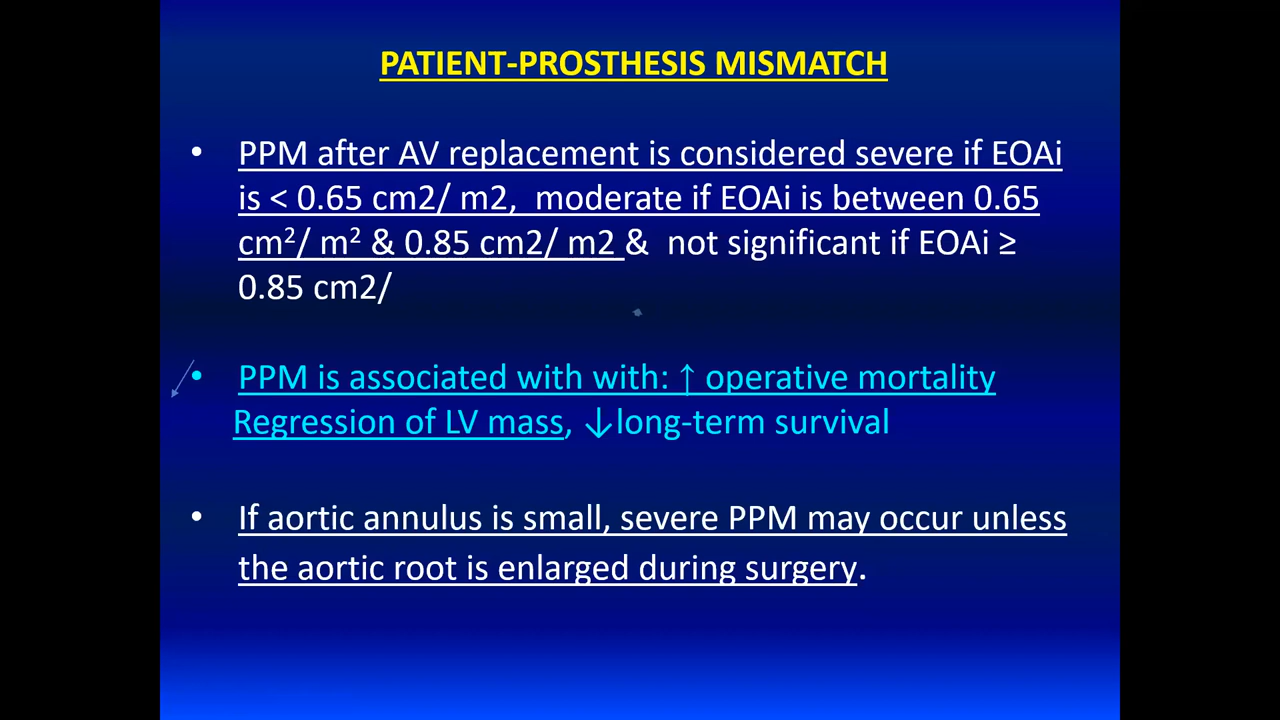 PATIENT-PROSTHESIS MISMATCH
• PPM after AV replacement is considered severe if EOAi
is < 0.65 cm2/ m2, moderate if EOAi is between 0.65
cm²/ m² & 0.85 cm2/ m2 & not significant if EOAi ≥
0.85 cm2/
• PPM is associated with with: ↑ operative mortality
Regression of LV mass, ↓long-term survival
• If aortic annulus is small, severe PPM may occur unless
the aortic root is enlarged during surgery.